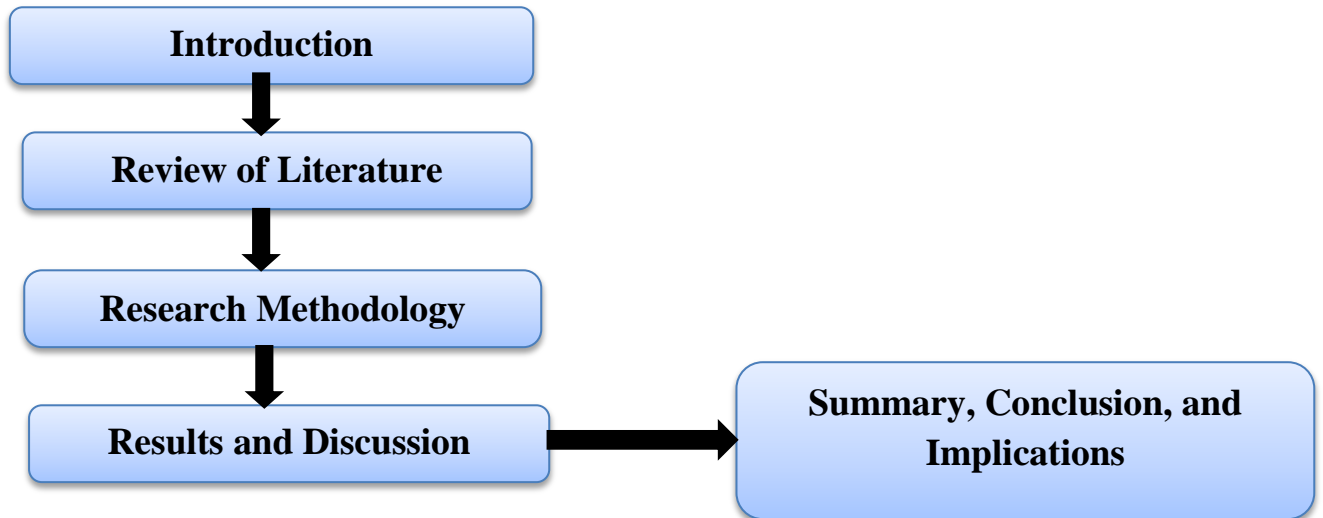 Introduction
Review of Literature
Research Methodology
Results and Discussion
Summary, Conclusion, and
Implications